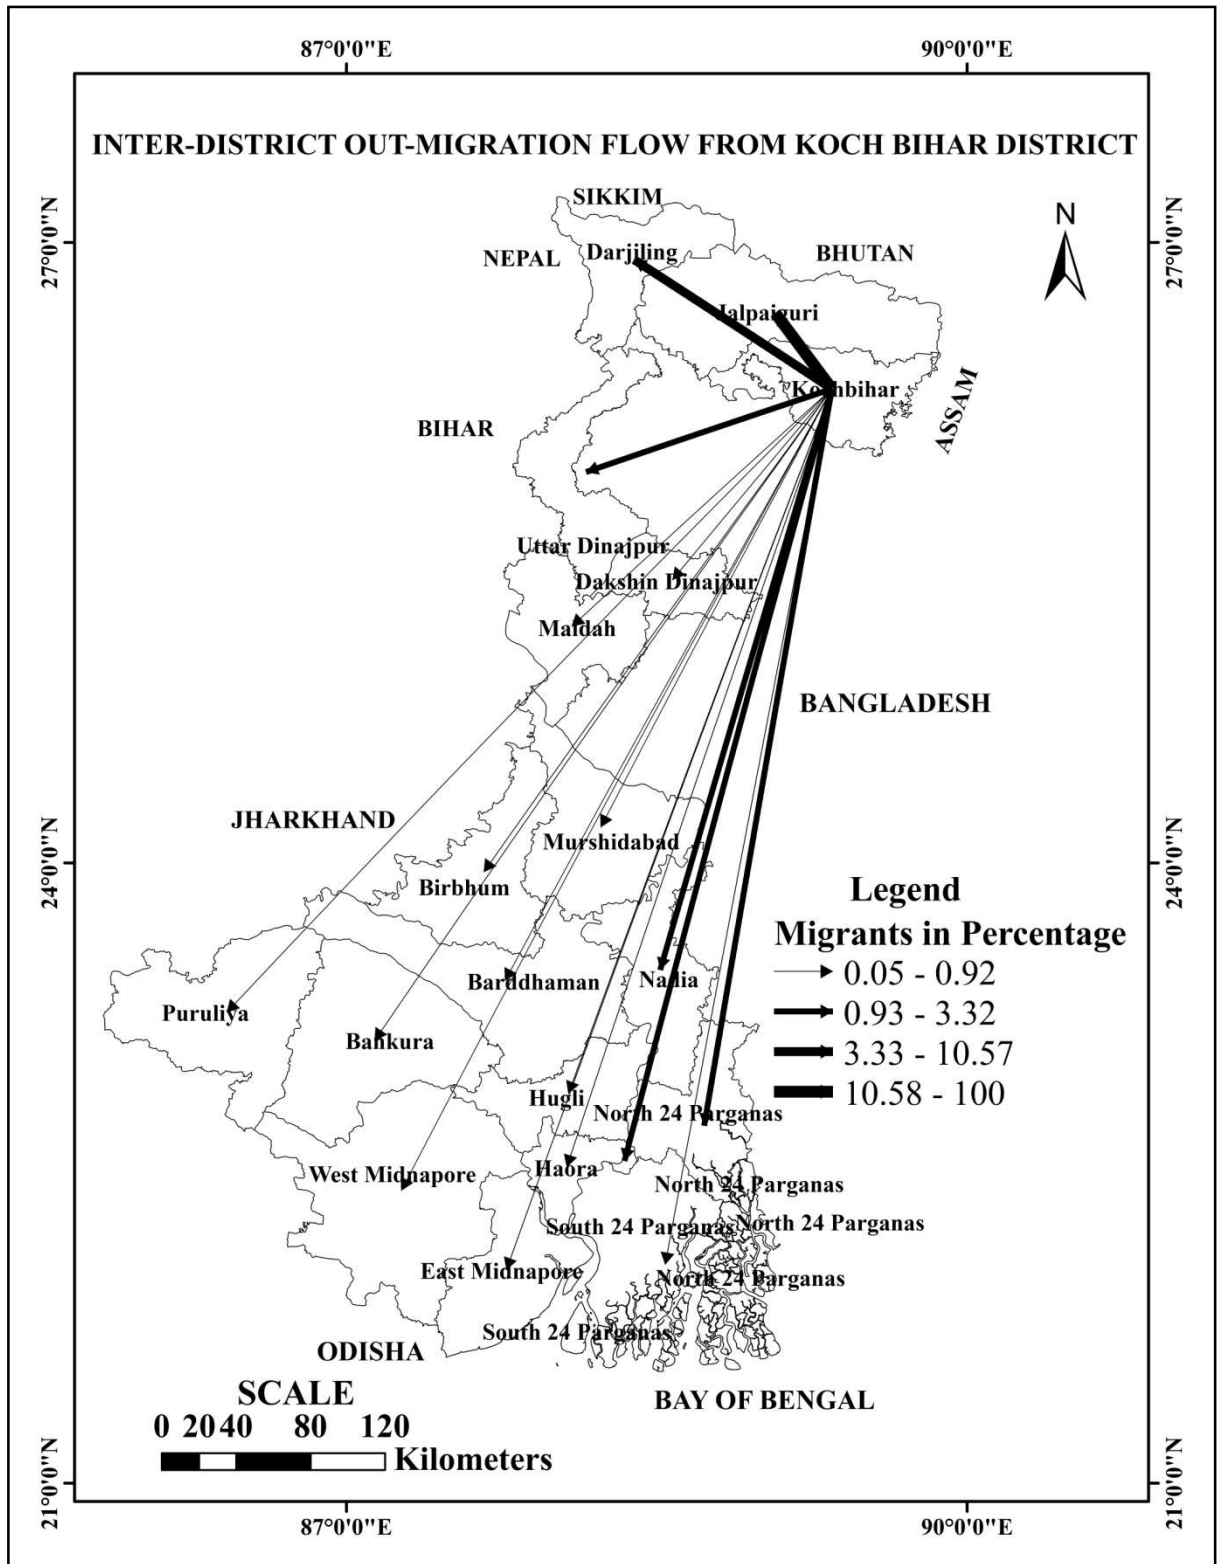 87°0'0"E 90°0'0"E
INTER-DISTRICT OUT-MIGRATION FLOW FROM KOCH BIHAR DISTRICT
SIKKIM
N
27°0'0"N
27°0'0"N
Darjiling
BHUTAN
NEPAL
Jalpaiguri
Kochbihar
ASSAM
BIHAR
Uttar Dinajpur
Dakshin Dinajpur
Maldah
BANGLADESH
JHARKHAND
Murshidabad
24°0'0"N
24°0'0"N
Birbhum
Legend
Migrants in Percentage
0.05 - 0.92
0.93 - 3.32
3.33 - 10.57
10.58 - 100
Barddhaman
Nadia
Puruliya
Bankura
Hugli
North 24 Parganas
Haora
West Midnapore
North 24 Parganas
South 24 Parganas
North 24 Parganas
East Midnapore
North 24 Parganas
South 24 Parganas
ODISHA
BAY OF BENGAL
SCALE
0 20 40 80 120
Kilometers
21°0'0"N
21°0'0"N
87°0'0"E 90°0'0"E